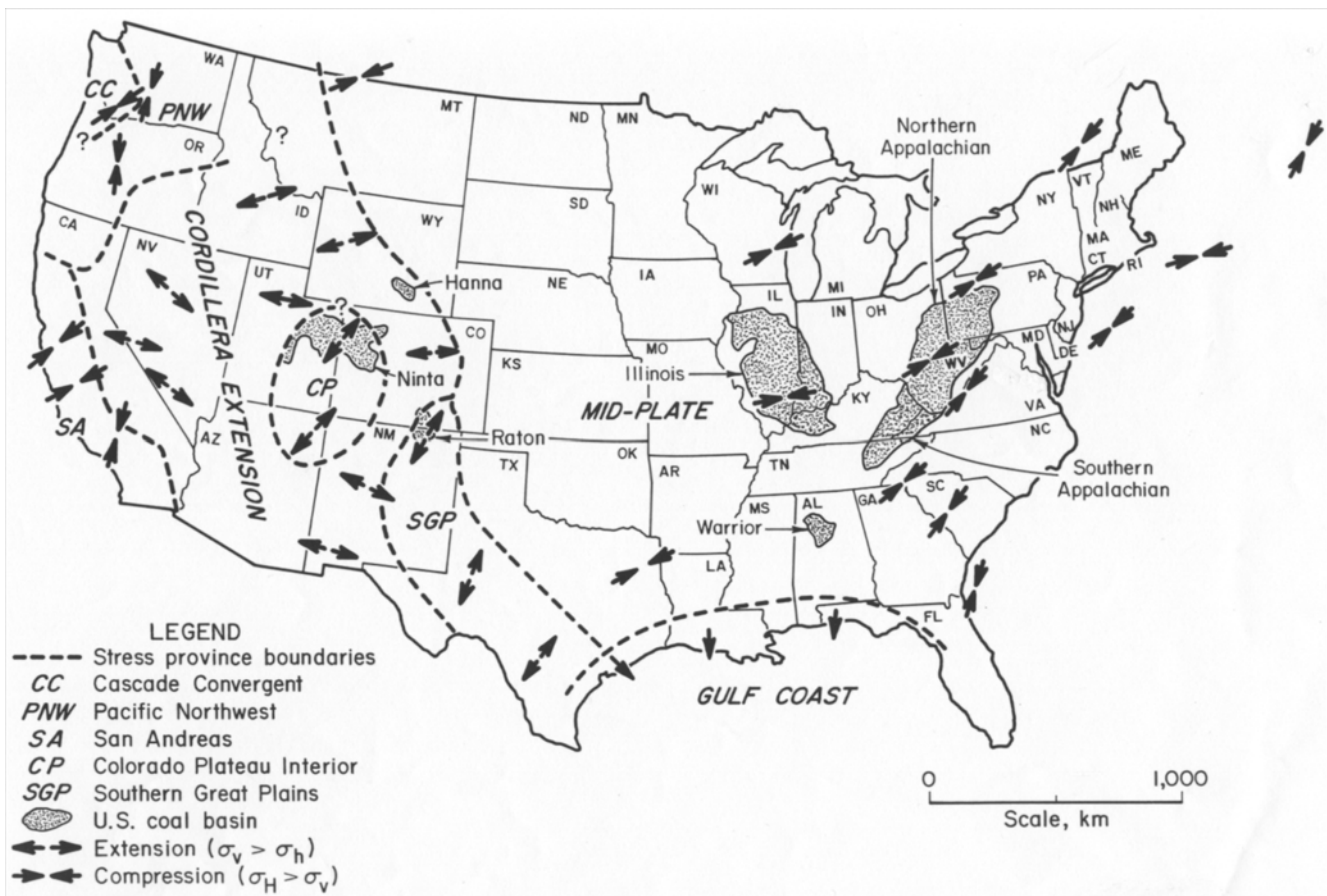 WA
CC
PNW
MT
ND
MN
?
OR
?
Northern
Appalachian
ME
WI
VT
NY
NH
SD
ID
WY
CA
MA
CT
RI
NV
UT
CORDILLERA
EXTENSION
IA
MI
PA
NE
Hanna
IL
IN
OH
?
CO
NJ
MD
DE
MO
WV
KS
Illinois
Ninta
CP
KY
MID-PLATE
VA
SA
AZ
NM
Raton
NC
OK
TX
AR
TN
Southern
Appalachian
SC
SGP
MS
AL
GA
Warrior
LA
FL
GULF COAST
LEGEND
Stress province boundaries
CC Cascade Convergent
PNW Pacific Northwest
SA San Andreas
CP Colorado Plateau Interior
SGP Southern Great Plains
U.S. coal basin
Extension (σv > σh)
Compression (σH > σv)
0 1,000
Scale, km